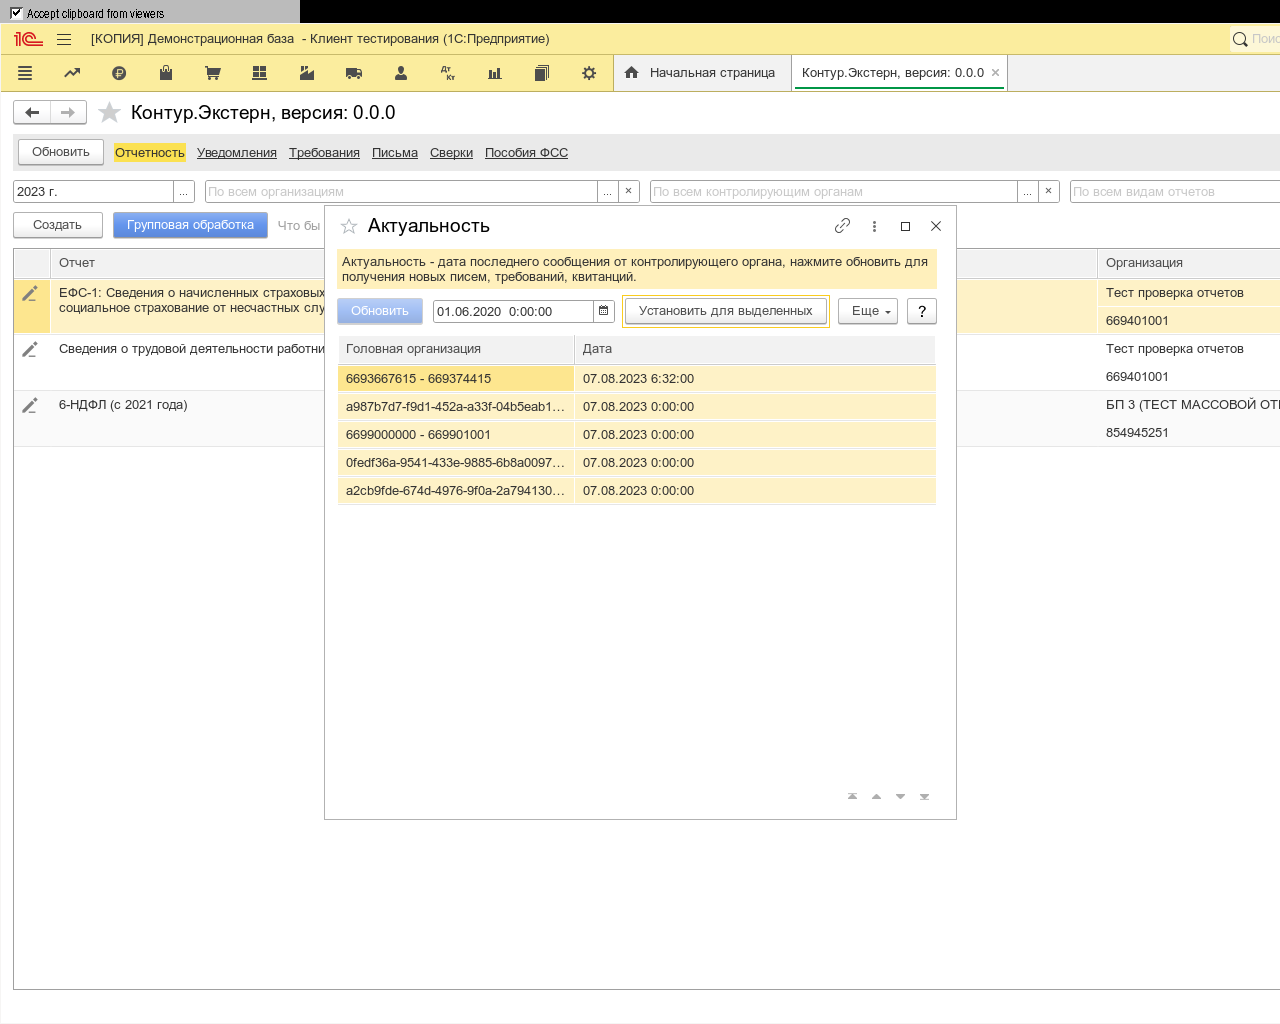 Accept clipboard from viewers
[КОПИЯ] Демонстрационная база - Клиент тестирования (1С:Предприятие)
Поис
Дт Кт
Начальная страница
Контур.Экстерн, версия: 0.0.0 ×
Контур.Экстерн, версия: 0.0.0
Обновить Отчетность Уведомления Требования Письма Сверки Пособия ФСС
2023 г. ... По всем организациям ... × По всем контролирующим органам ... × По всем видам отчетов
Создать Групповая обработка Что бы
Отчет Организация
ЕФС-1: Сведения о начисленных страховых
социальное страхование от несчастных слу
Тест проверка отчетов
669401001
Сведения о трудовой деятельности работни
Тест проверка отчетов
669401001
6-НДФЛ (с 2021 года)
БП 3 (ТЕСТ МАССОВОЙ ОТ
854945251
Актуальность
Актуальность - дата последнего сообщения от контролирующего органа, нажмите обновить для
получения новых писем, требований, квитанций.
Обновить 01.06.2020 0:00:00 Установить для выделенных Еще ?
Головная организация Дата
6693667615 - 669374415 07.08.2023 6:32:00
a987b7d7-f9d1-452a-a33f-04b5eab1... 07.08.2023 0:00:00
6699000000 - 669901001 07.08.2023 0:00:00
0fedf36a-9541-433e-9885-6b8a0097... 07.08.2023 0:00:00
a2cb9fde-674d-4976-9f0a-2a794130... 07.08.2023 0:00:00